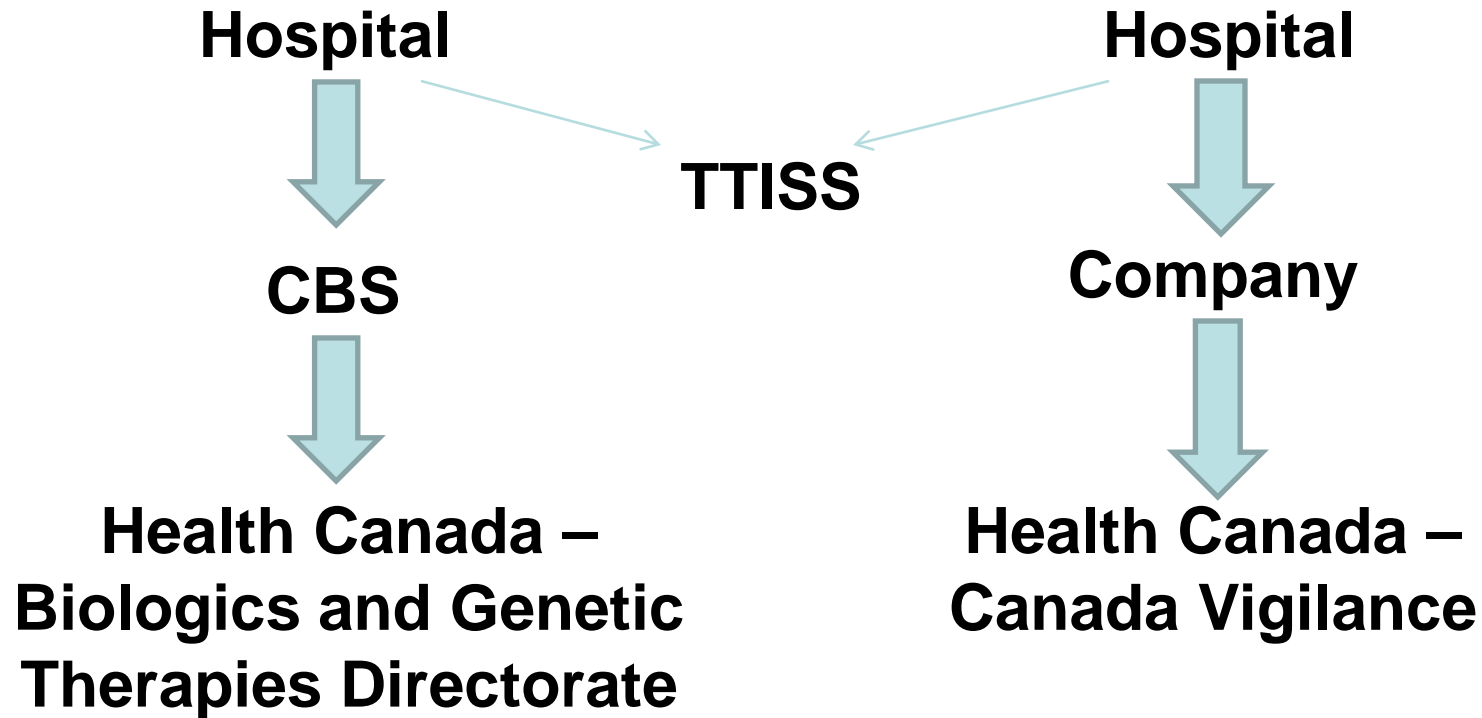 Hospital
Hospital
TTISS
CBS
Company
Health Canada –
Biologics and Genetic
Therapies Directorate
Health Canada –
Canada Vigilance